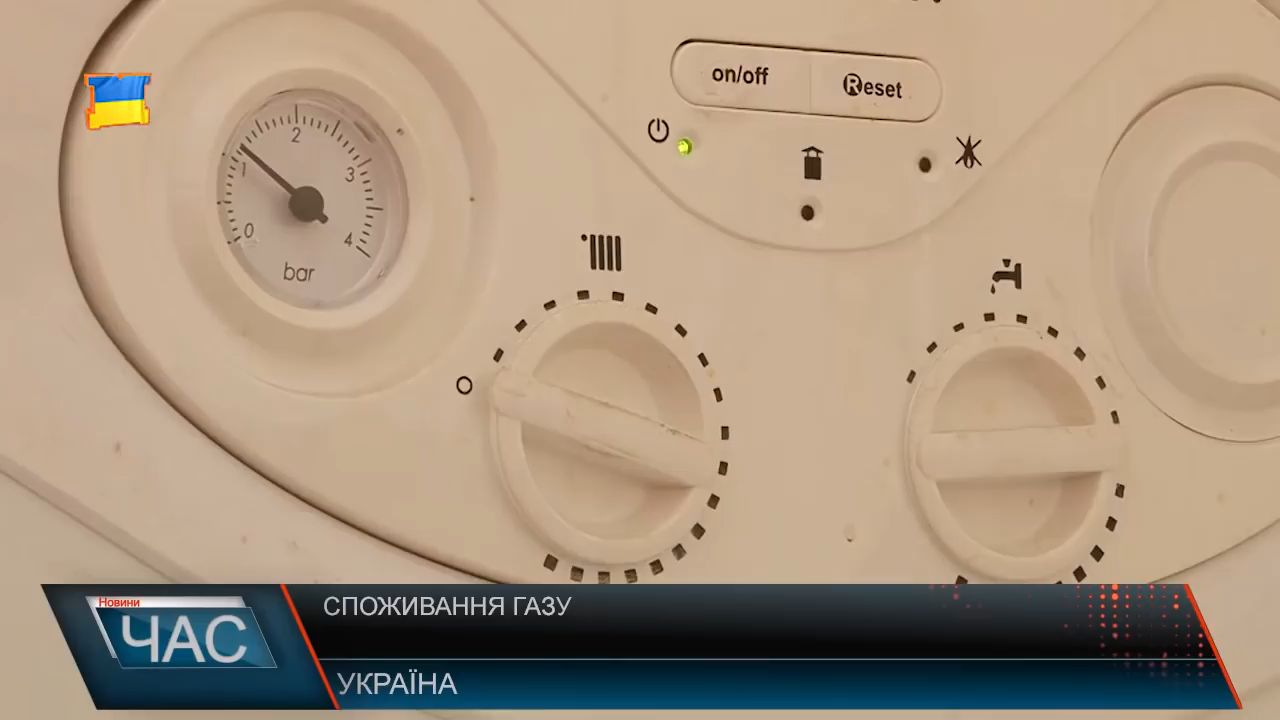 on/off
Reset
2
1
3
0
4
bar
Новини
ЧАС
СПОЖИВАННЯ ГАЗУ
УКРАЇНА